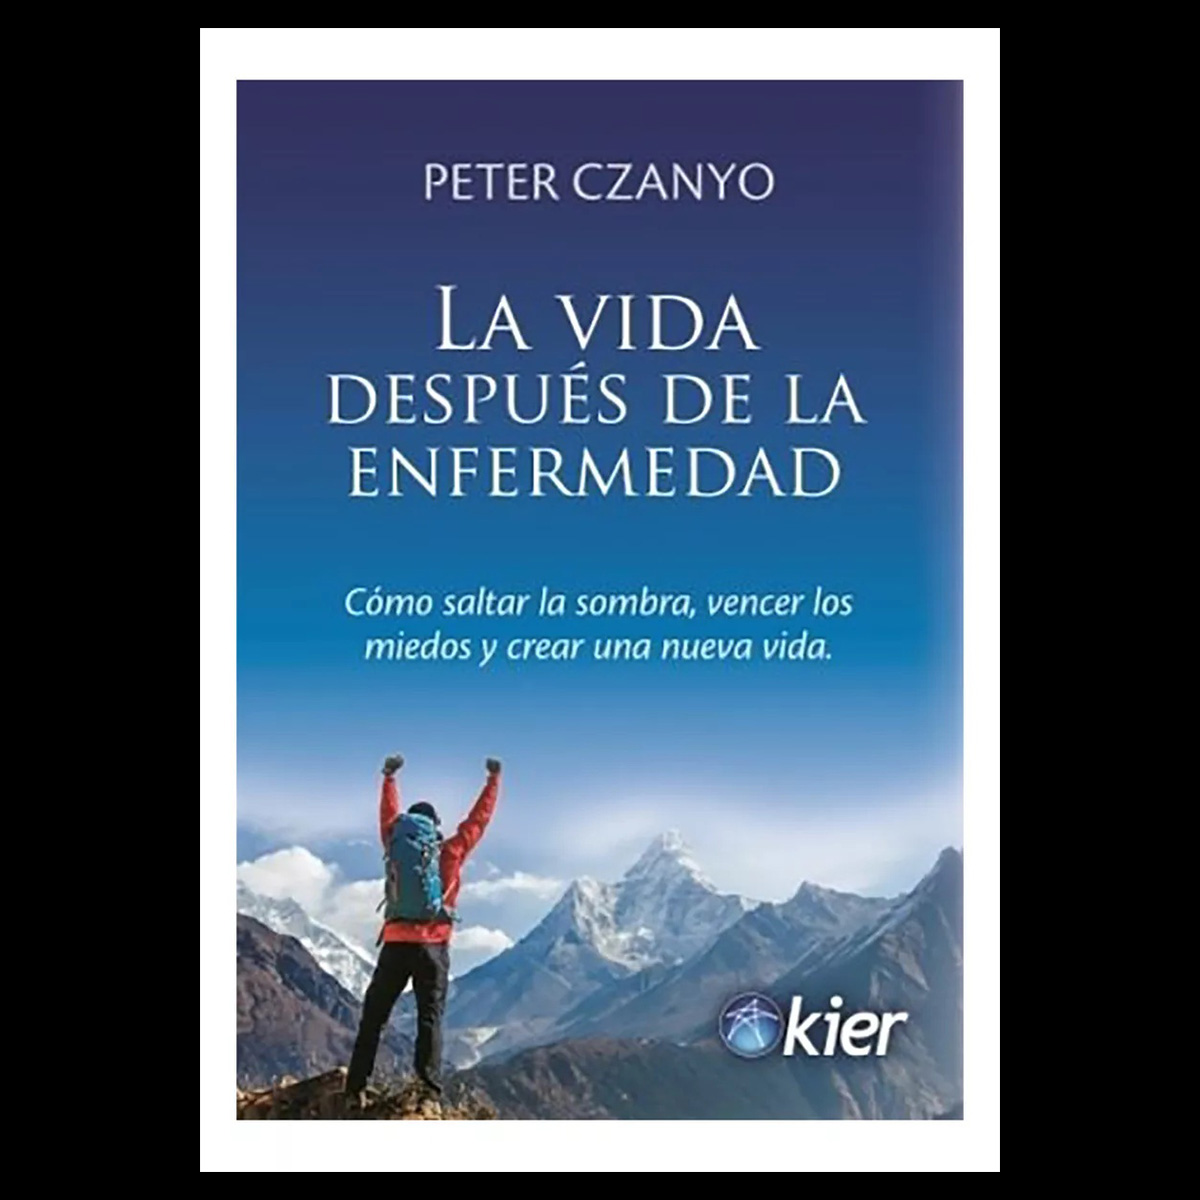 PETER CZANYO
LA VIDA
DESPUÉS DE LA
ENFERMEDAD
Cómo saltar la sombra, vencer los
miedos y crear una nueva vida.
kier